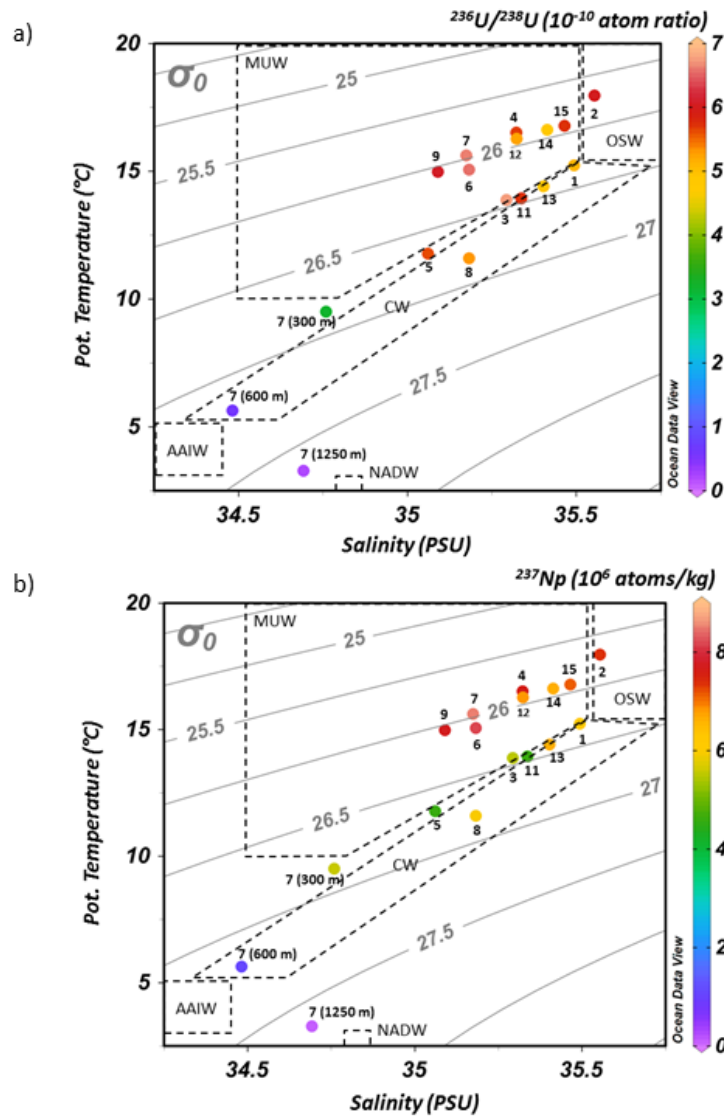 a)
²³⁶U/²³⁸U (10⁻¹⁰ atom ratio)
20
15
10
5
Pot. Temperature (°C)
σ₀
MUW
25
25.5
26
26.5
27
27.5
OSW
CW
AAIW
NADW
2
15
4
14
12
7
6
9
1
13
3
11
5
8
7 (300 m)
7 (600 m)
7 (1250 m)
34.5
35
35.5
Salinity (PSU)
7
6
5
4
3
2
1
0
Ocean Data View
b)
²³⁷Np (10⁶ atoms/kg)
20
15
10
5
Pot. Temperature (°C)
σ₀
MUW
25
25.5
26
26.5
27
27.5
OSW
CW
AAIW
NADW
2
15
4
14
12
7
6
9
1
13
3
11
5
8
7 (300 m)
7 (600 m)
7 (1250 m)
34.5
35
35.5
Salinity (PSU)
8
6
4
2
0
Ocean Data View